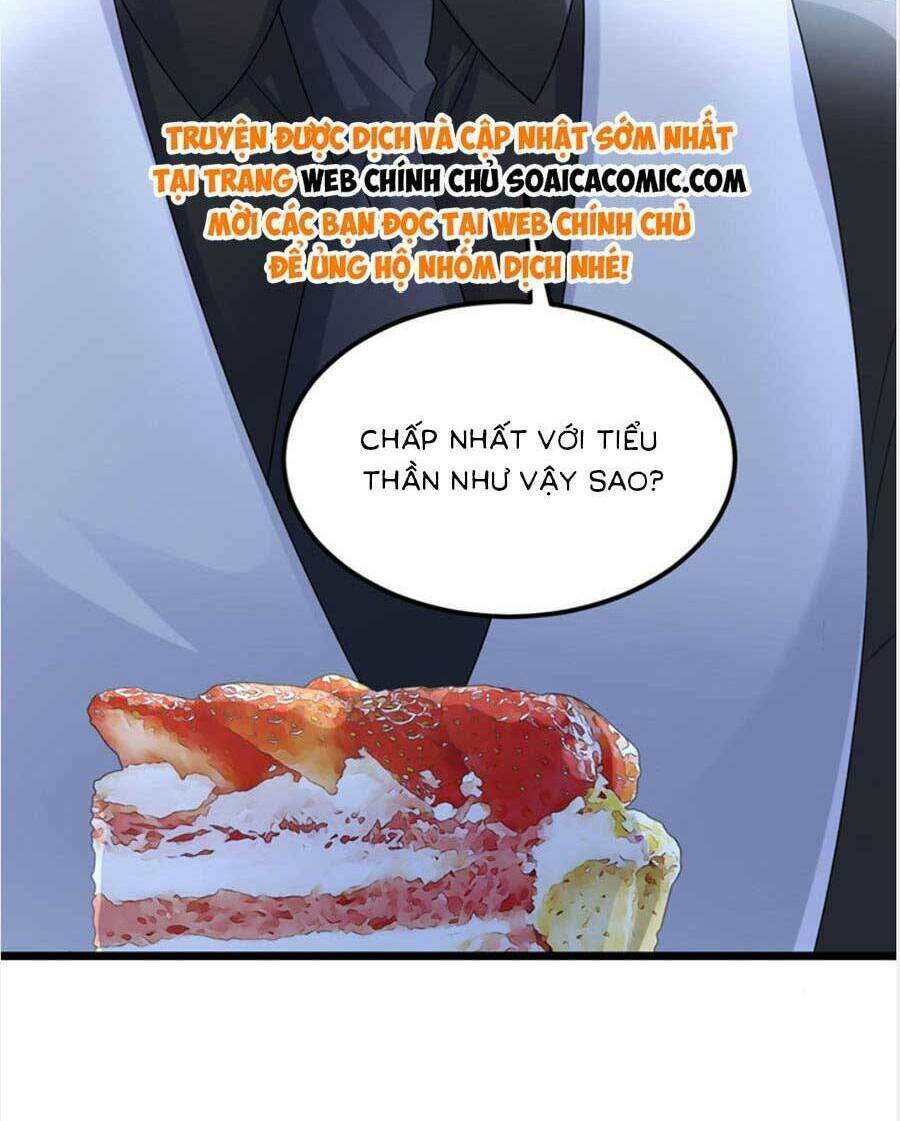 TRUYỆN ĐƯỢC DỊCH VÀ CẬP NHẬT SỚM NHẤT
TẠI TRANG WEB CHÍNH CHỦ SOAICACOMIC.COM
MỜI CÁC BẠN ĐỌC TẠI WEB CHÍNH CHỦ
ĐỂ ỦNG HỘ NHÓM DỊCH NHÉ!
CHẤP NHẤT VỚI TIỂU
THẦN NHƯ VẬY SAO?